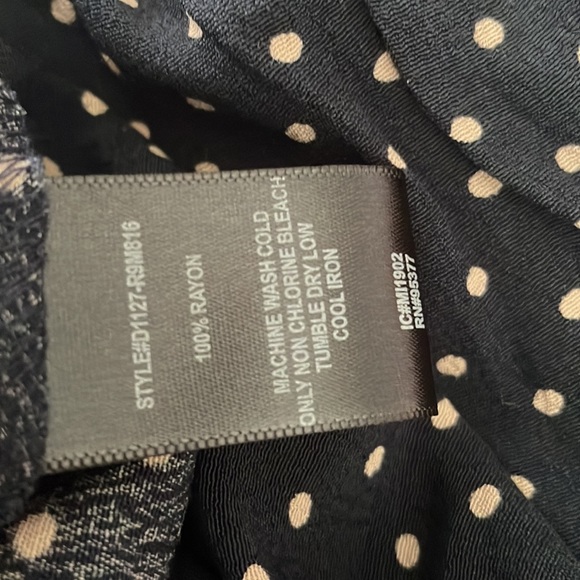 STYLE#D1127-R9M816
100% RAYON
MACHINE WASH COLD
ONLY NON CHLORINE BLEACH
TUMBLE DRY LOW
COOL IRON
IC#MI1902
RN#95377